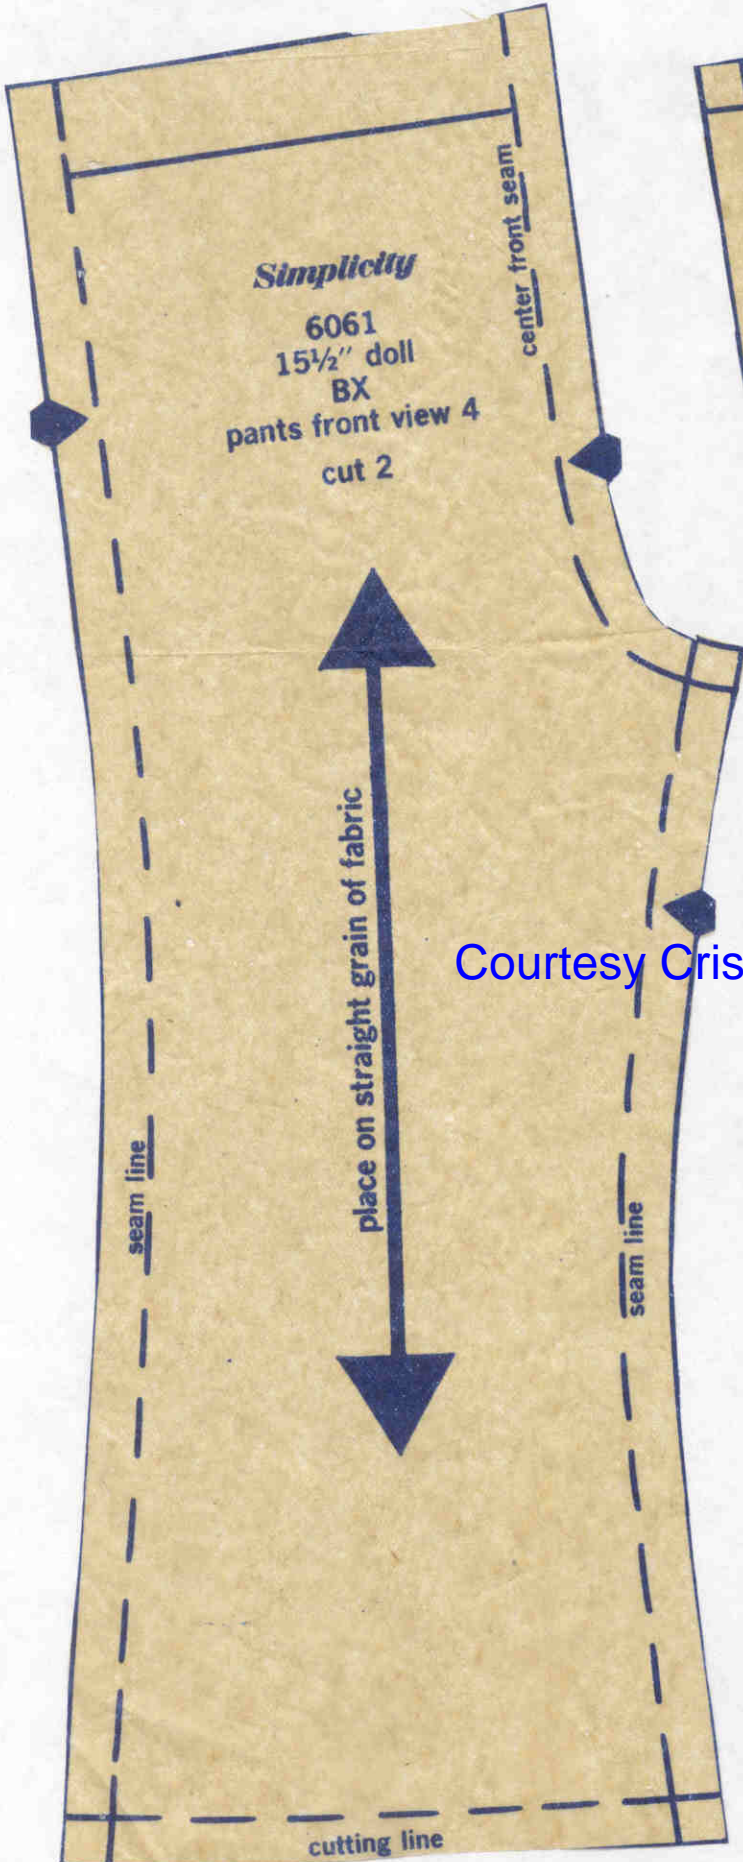 Simplicity
6061
15½″ doll
BX
pants front view 4
cut 2
center front seam
place on straight grain of fabric
Courtesy Cris
seam line
seam line
cutting line